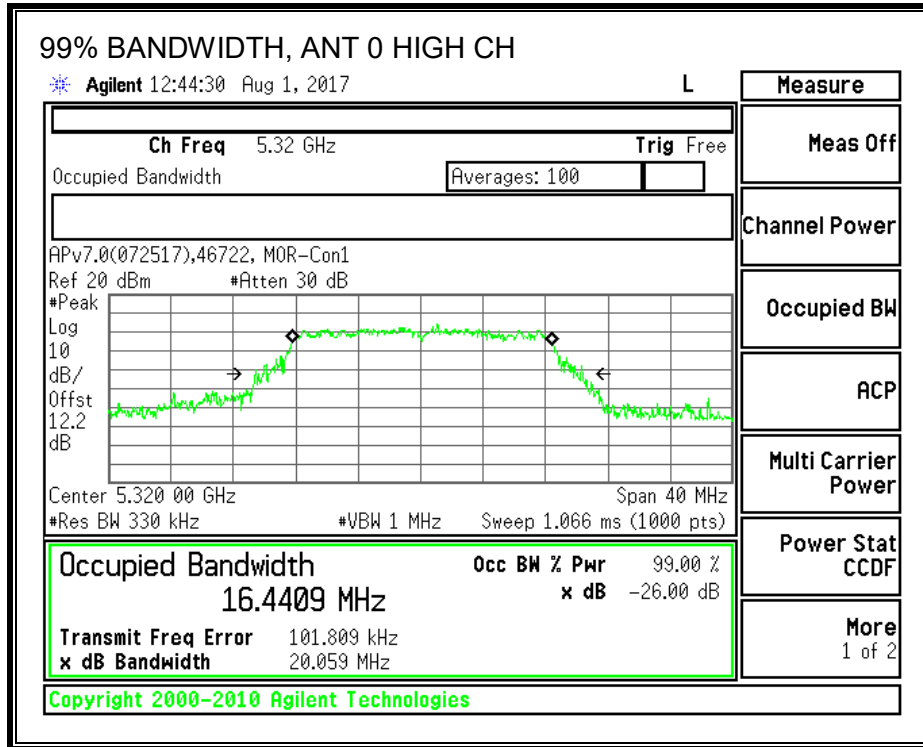 99% BANDWIDTH, ANT 0 HIGH CH
Agilent 12:44:30 Aug 1, 2017 L
Measure
Ch Freq 5.32 GHz Trig Free
Meas Off
Occupied Bandwidth Averages: 100
Channel Power
APv7.0(072517),46722, MOR-Con1
Ref 20 dBm #Atten 30 dB
#Peak
Log
10
dB/
Offst
12.2
dB
Occupied BW
ACP
Multi Carrier
Power
Center 5.320 00 GHz Span 40 MHz
#Res BW 330 kHz #VBW 1 MHz Sweep 1.066 ms (1000 pts)
Power Stat
CCDF
Occupied Bandwidth Occ BW % Pwr 99.00 %
16.4409 MHz x dB -26.00 dB
Transmit Freq Error 101.809 kHz
x dB Bandwidth 20.059 MHz
More
1 of 2
Copyright 2000-2010 Agilent Technologies